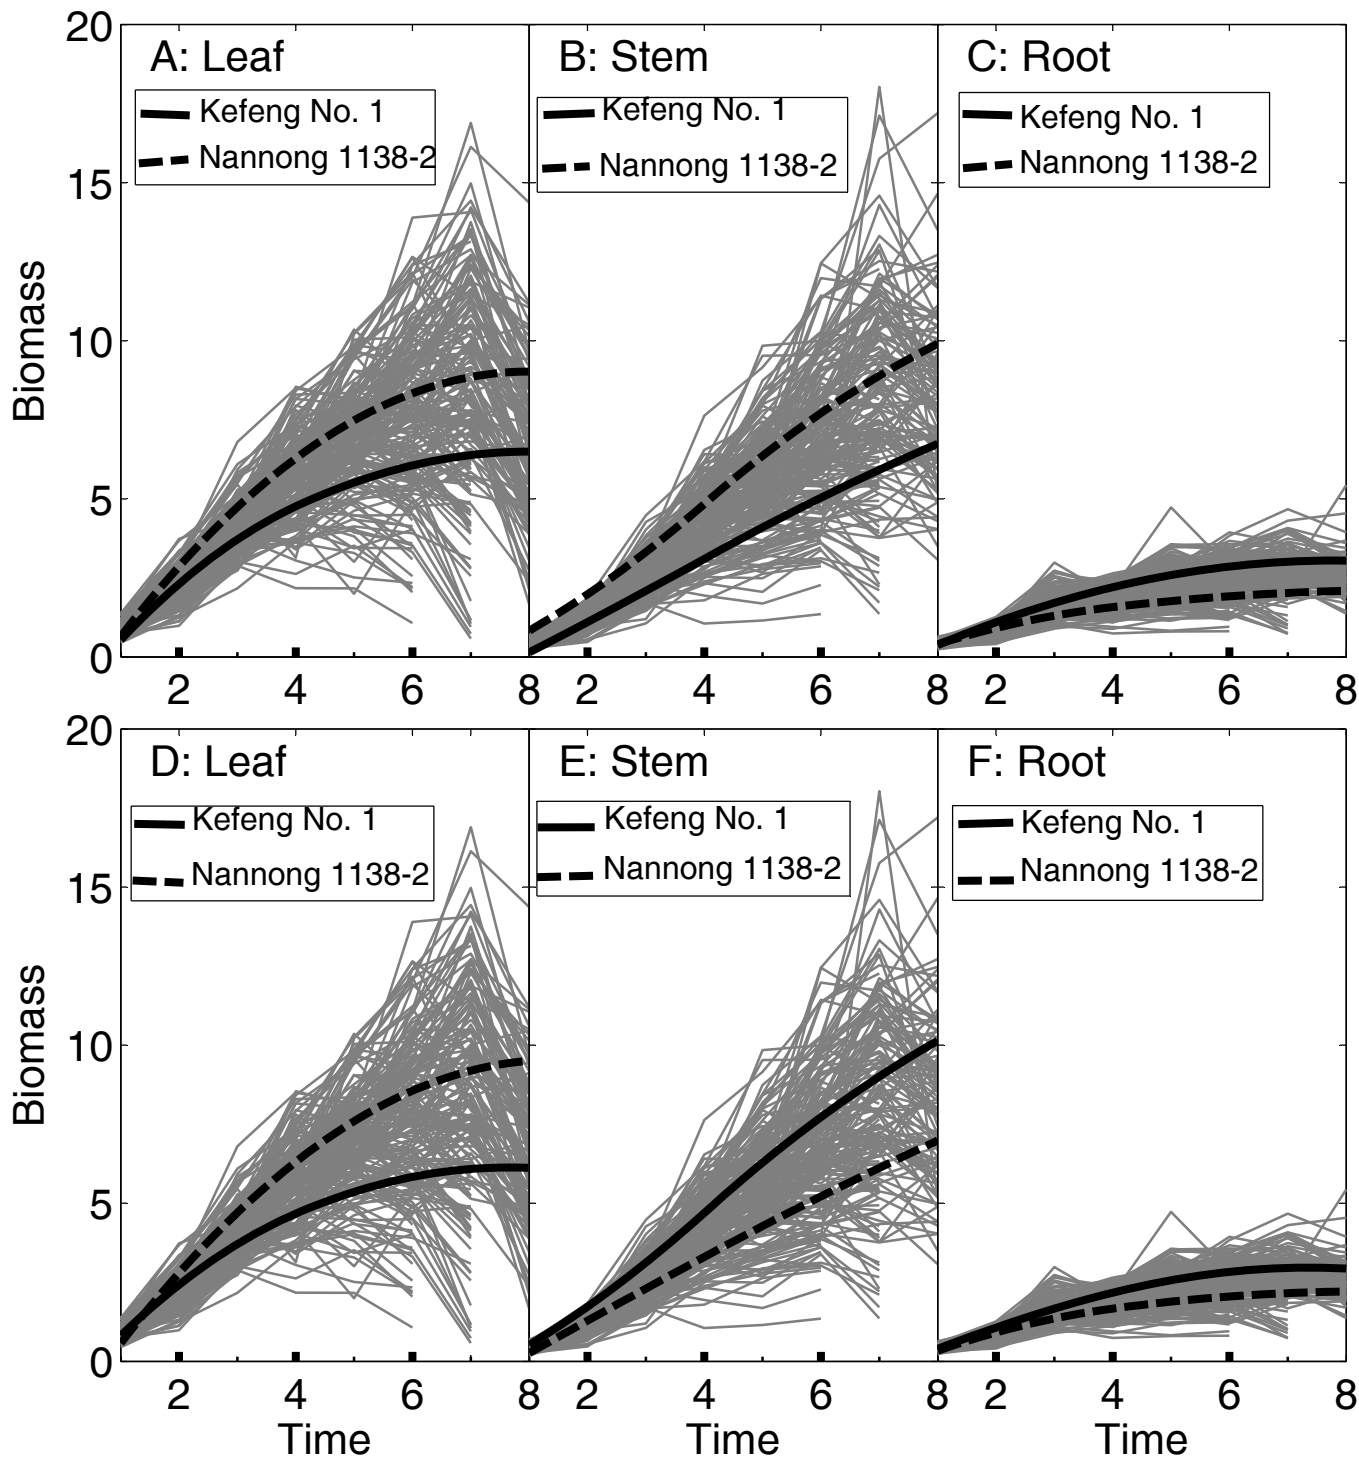 20
15
10
5
0
Biomass
A: Leaf
Kefeng No. 1
Nannong 1138-2
B: Stem
Kefeng No. 1
Nannong 1138-2
C: Root
Kefeng No. 1
Nannong 1138-2
2 4 6 8 2 4 6 8 2 4 6 8
20
15
10
5
0
Biomass
D: Leaf
Kefeng No. 1
Nannong 1138-2
E: Stem
Kefeng No. 1
Nannong 1138-2
F: Root
Kefeng No. 1
Nannong 1138-2
2 4 6 8 2 4 6 8 2 4 6 8
Time Time Time